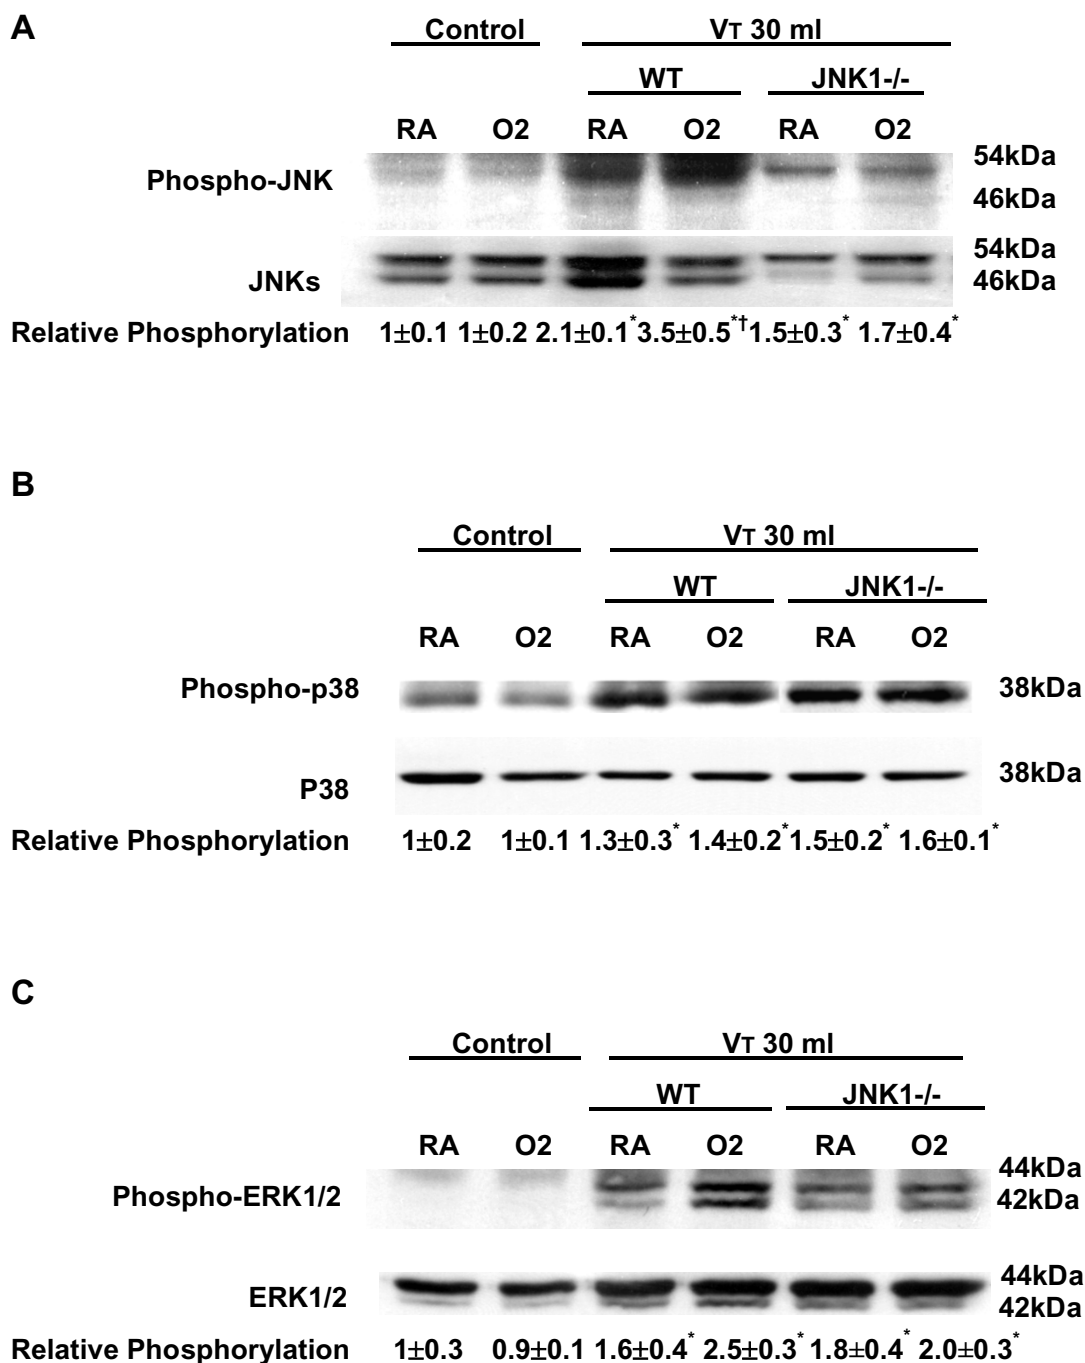 A
Control VT 30 ml
WT JNK1-/-
RA O2 RA O2 RA O2
Phospho-JNK 54kDa
46kDa
JNKs 54kDa
46kDa
Relative Phosphorylation 1±0.1 1±0.2 2.1±0.1* 3.5±0.5*† 1.5±0.3* 1.7±0.4*
B
Control VT 30 ml
WT JNK1-/-
RA O2 RA O2 RA O2
Phospho-p38 38kDa
P38 38kDa
Relative Phosphorylation 1±0.2 1±0.1 1.3±0.3* 1.4±0.2* 1.5±0.2* 1.6±0.1*
C
Control VT 30 ml
WT JNK1-/-
RA O2 RA O2 RA O2
Phospho-ERK1/2 44kDa
42kDa
ERK1/2 44kDa
42kDa
Relative Phosphorylation 1±0.3 0.9±0.1 1.6±0.4* 2.5±0.3* 1.8±0.4* 2.0±0.3*